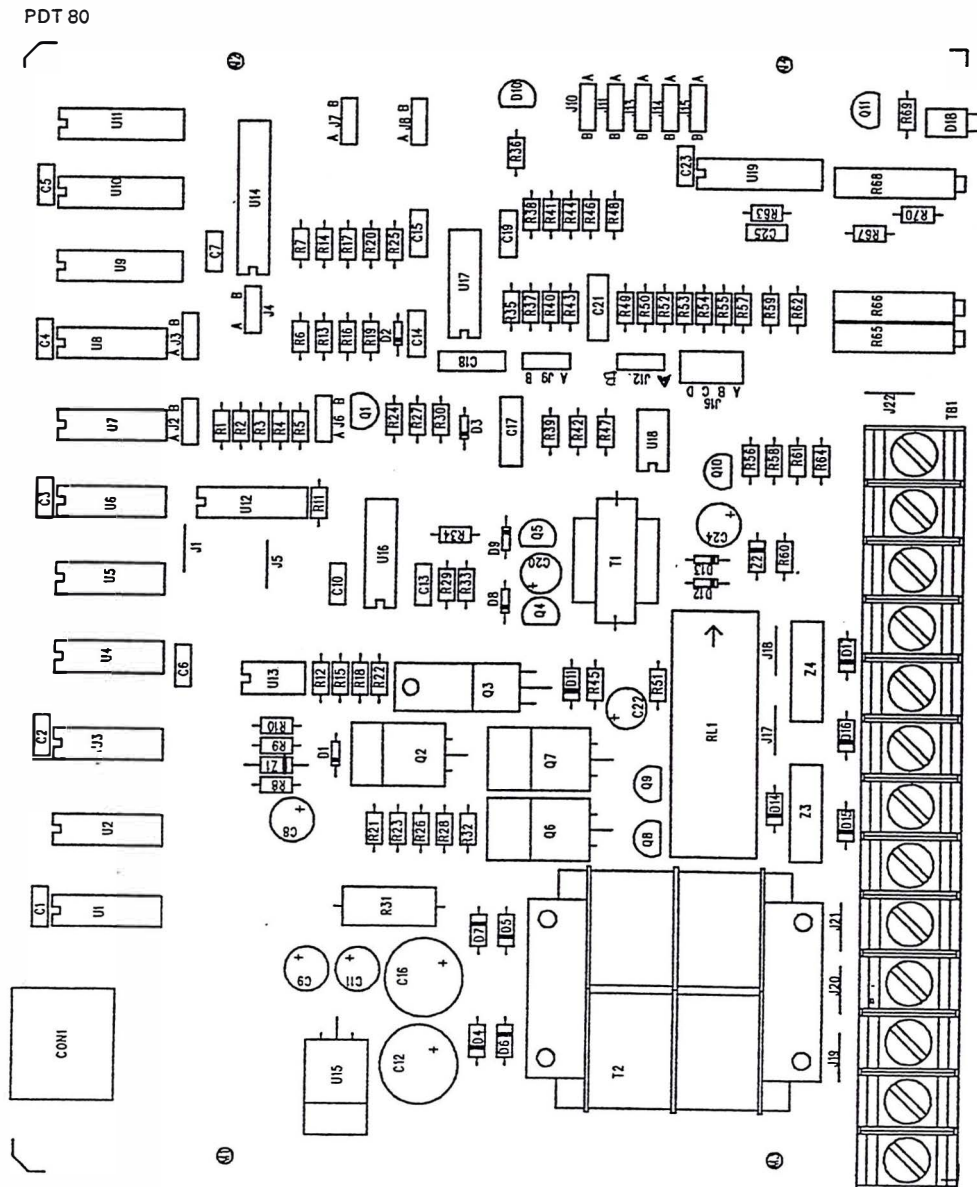 PDT 80
M2
M4
D10
J10
A
B
J11
A
B
J13
A
B
J14
A
B
J15
A
B
Q11
R69
D18
U11
A J7 B
A J8 B
R36
C5
U10
U14
C23
U19
R68
R38
R41
R44
R46
R48
R63
C25
R70
R67
C7
R7
R14
R17
R20
R25
C15
C19
U9
U17
A
B
J4
R35
R37
R40
R43
C21
R49
R50
R52
R53
R54
R55
R57
R59
R62
R66
R65
C4
U8
A J3 B
R6
R13
R16
R19
D2
C14
C18
A J9 B
B J12 A
J16
A B C D
J22
TB1
U7
A J2 B
R1
R2
R3
R4
R5
A J6 B
Q1
R24
R27
R30
D3
C17
R39
R42
R47
U18
Q10
R56
R58
R61
R64
C3
U6
U12
R11
J1
J5
U16
R34
D9
Q5
C24
+
T1
D13
D12
Z2
R60
U5
C10
C13
R29
R33
D8
C20
+
Q4
U4
C6
U13
R12
R15
R18
R22
Q3
D11
R45
R51
C22
+
RL1
J18
Z4
D17
C2
U3
R10
R9
Z1
R8
D1
Q2
Q7
Q9
J17
D16
U2
C8
+
R21
R23
R26
R28
R32
Q6
Q8
D14
Z3
D15
C1
U1
R31
D7
D5
J21
C9
+
C11
+
C16
+
J20
CON1
U15
C12
+
D4
D6
T2
J19
M1
M3